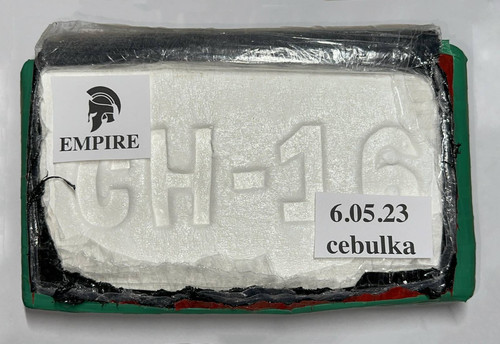 EMPIRE
CH-16
6.05.23
cebulka